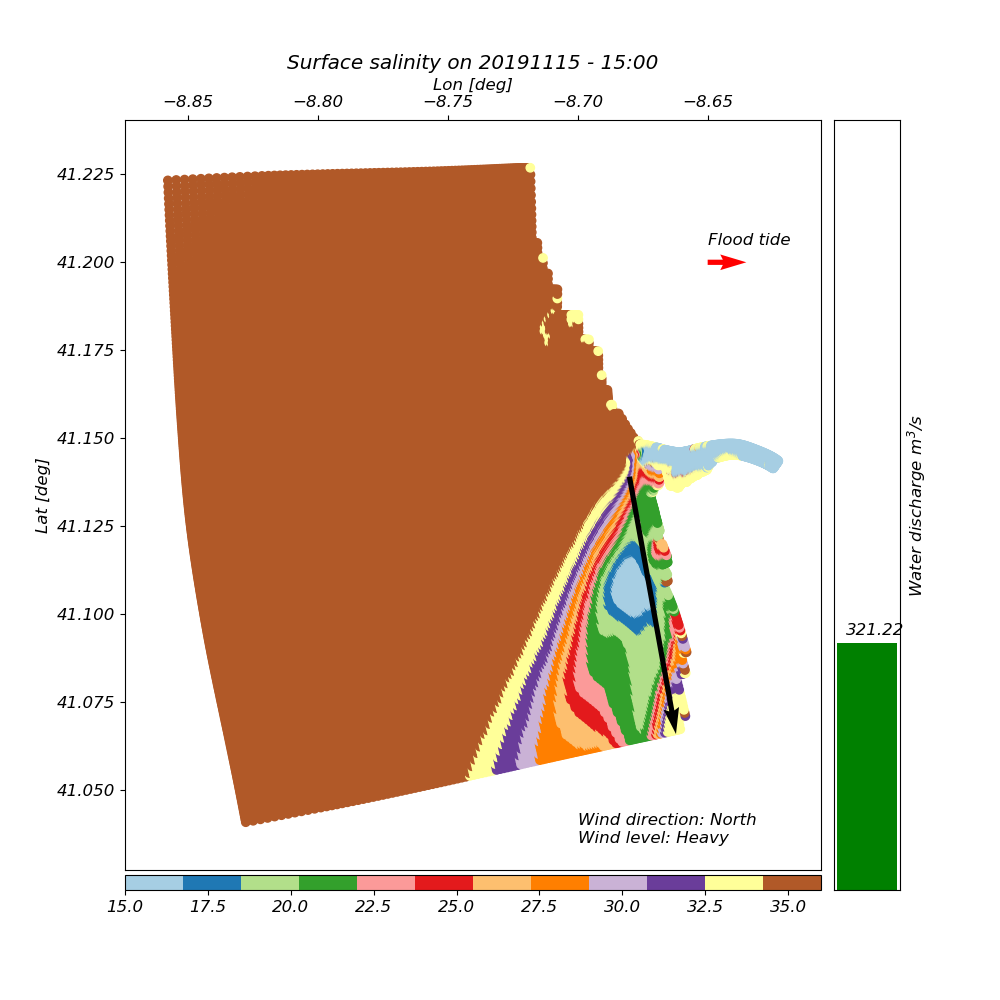 Surface salinity on 20191115 - 15:00
Lon [deg]
−8.85 −8.80 −8.75 −8.70 −8.65
41.225
41.200
41.175
41.150
41.125
41.100
41.075
41.050
Lat [deg]
Flood tide
Wind direction: North
Wind level: Heavy
321.22
Water discharge m³/s
15.0 17.5 20.0 22.5 25.0 27.5 30.0 32.5 35.0